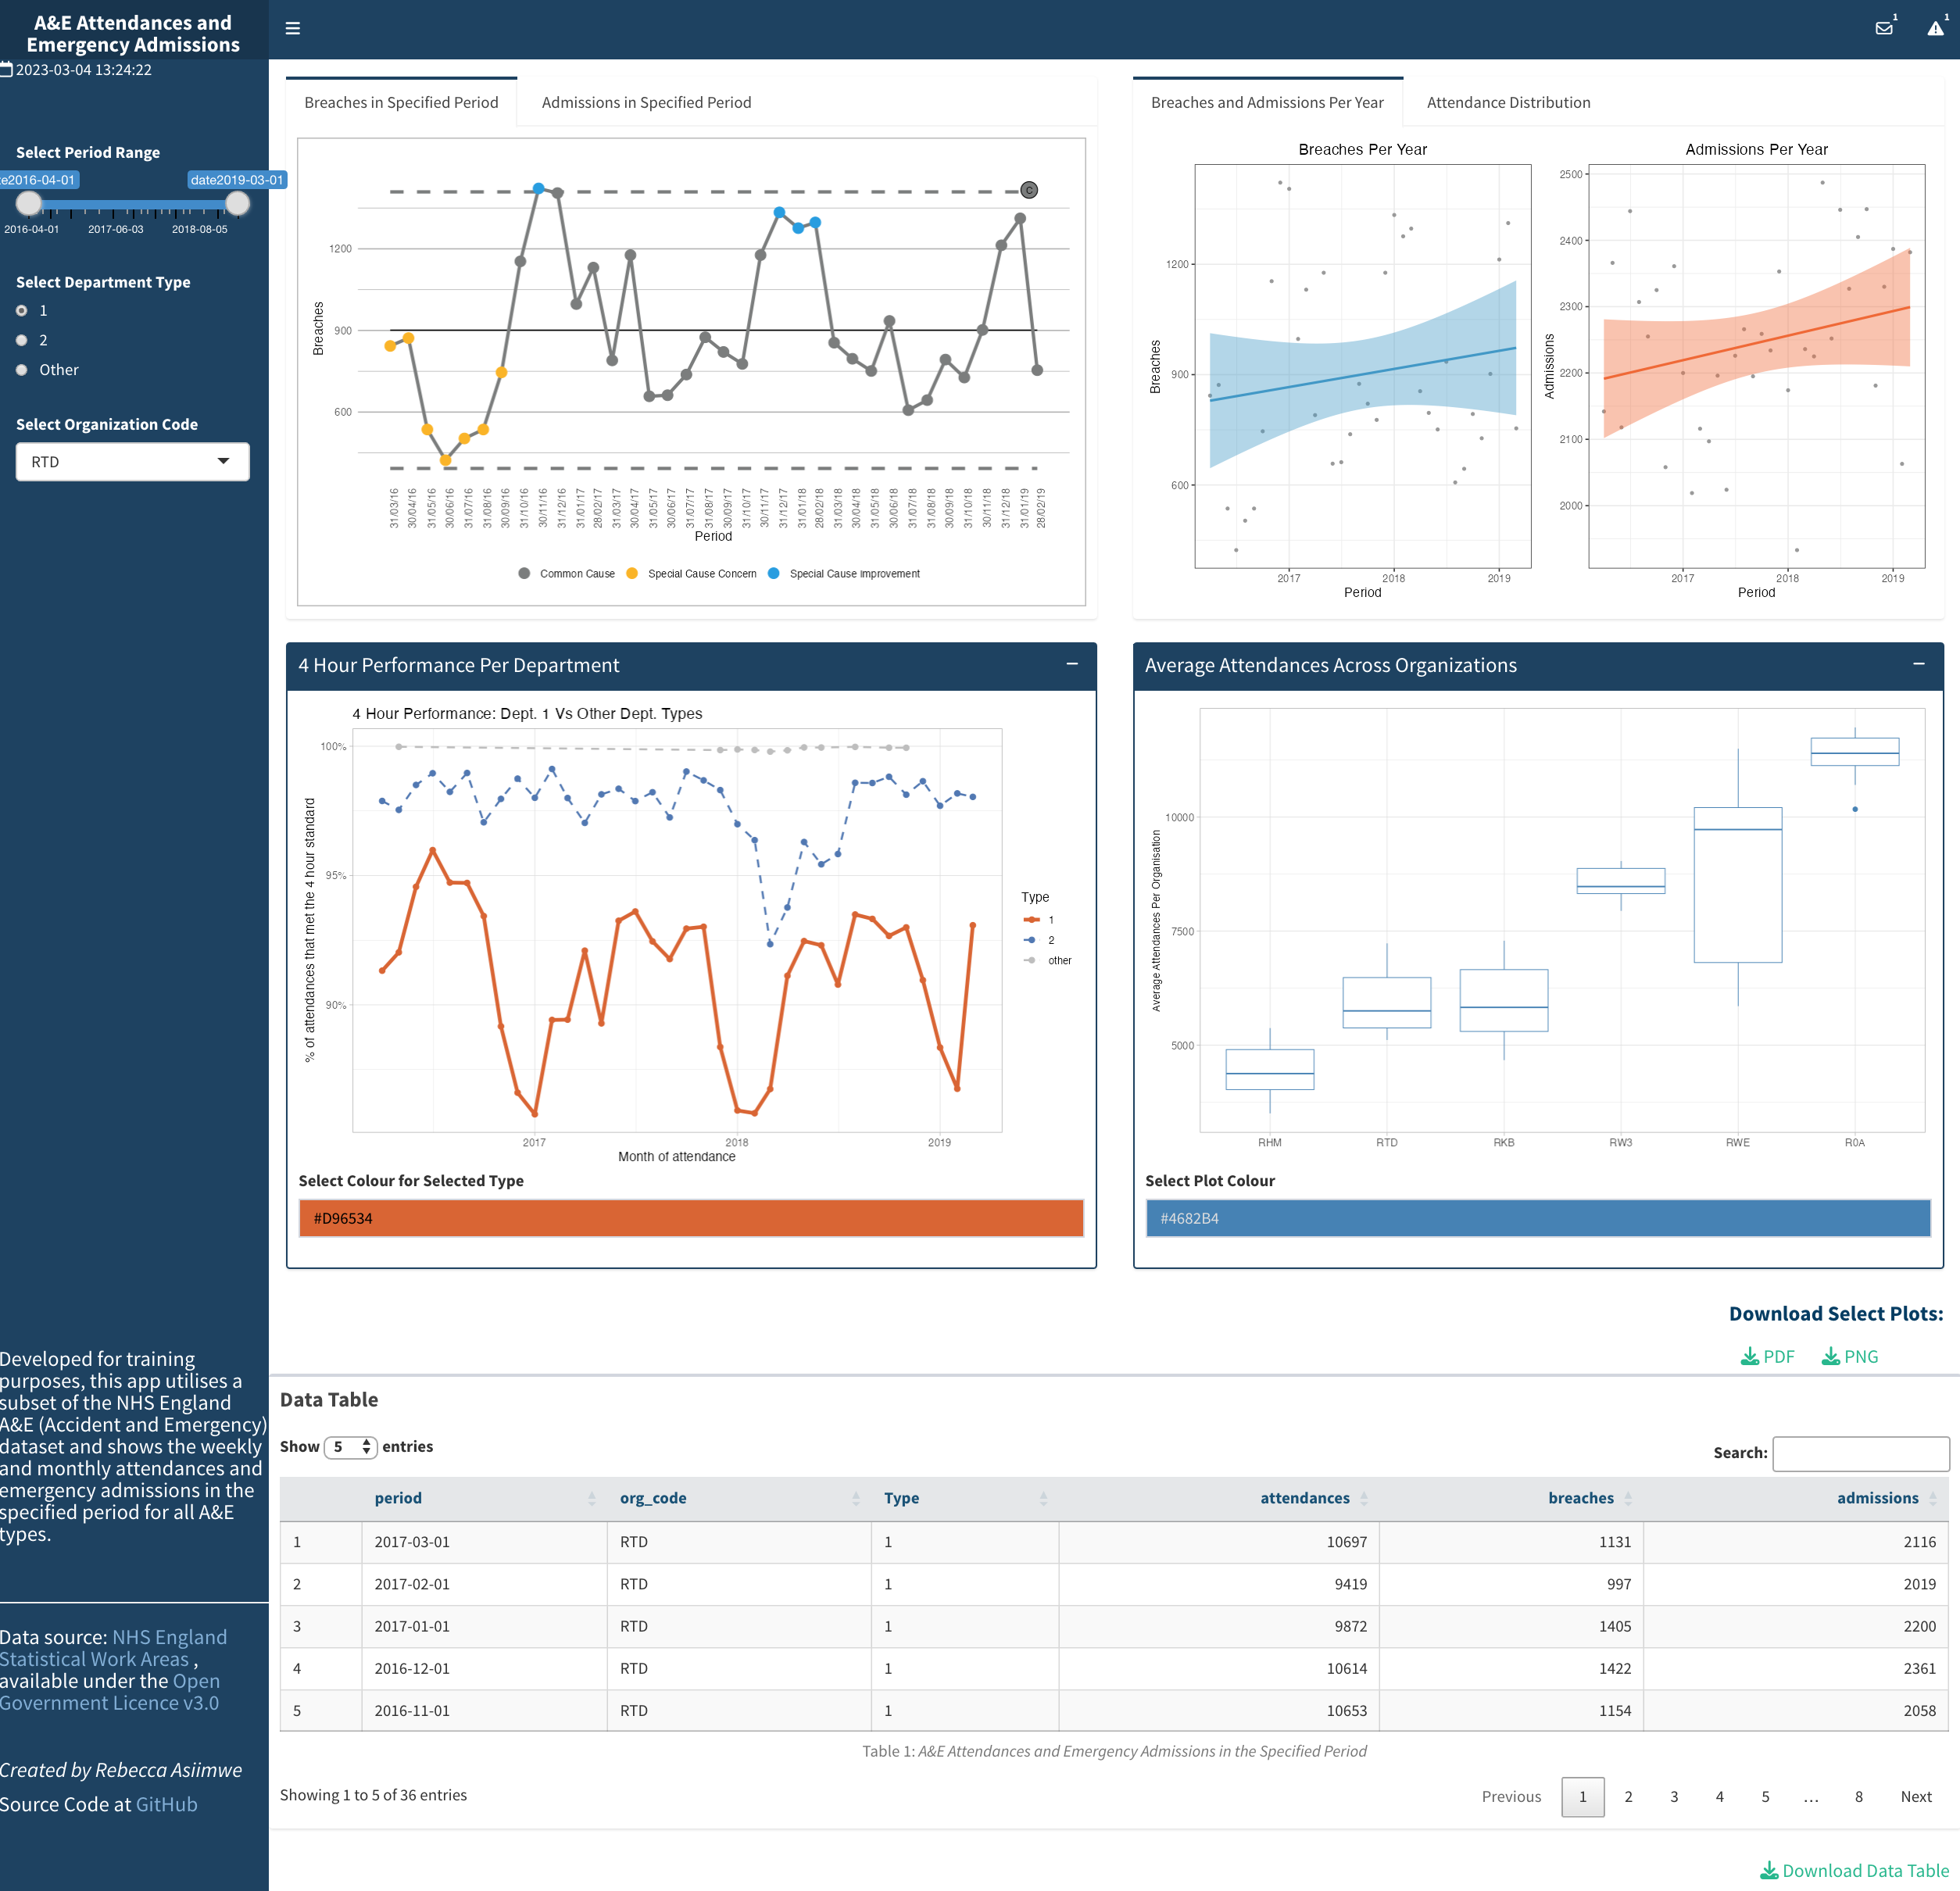 A&E Attendances and
Emergency Admissions
1
1
2023-03-04 13:24:22
Select Period Range
e2016-04-01
date2019-03-01
2016-04-01 2017-06-03 2018-08-05
Select Department Type
1
2
Other
Select Organization Code
RTD
Developed for training
purposes, this app utilises a
subset of the NHS England
A&E (Accident and Emergency)
dataset and shows the weekly
and monthly attendances and
emergency admissions in the
specified period for all A&E
types.
Data source: NHS England
Statistical Work Areas ,
available under the Open
Government Licence v3.0
Created by Rebecca Asiimwe
Source Code at GitHub
Breaches in Specified Period
Admissions in Specified Period
C
1200
900
600
Breaches
31/03/16
30/04/16
31/05/16
30/06/16
31/07/16
31/08/16
30/09/16
31/10/16
30/11/16
31/12/16
31/01/17
28/02/17
31/03/17
30/04/17
31/05/17
30/06/17
31/07/17
31/08/17
30/09/17
31/10/17
30/11/17
31/12/17
31/01/18
28/02/18
31/03/18
30/04/18
31/05/18
30/06/18
31/07/18
31/08/18
30/09/18
31/10/18
30/11/18
31/12/18
31/01/19
28/02/19
Period
Common Cause Special Cause Concern Special Cause Improvement
Breaches and Admissions Per Year
Attendance Distribution
Breaches Per Year
1200
900
600
Breaches
2017 2018 2019
Period
Admissions Per Year
2500
2400
2300
2200
2100
2000
Admissions
2017 2018 2019
Period
4 Hour Performance Per Department
4 Hour Performance: Dept. 1 Vs Other Dept. Types
100%
95%
90%
% of attendances that met the 4 hour standard
2017 2018 2019
Month of attendance
Type
1
2
other
Select Colour for Selected Type
#D96534
Average Attendances Across Organizations
10000
7500
5000
Average Attendances Per Organisation
RHM RTD RKB RW3 RWE R0A
Select Plot Colour
#4682B4
Download Select Plots:
PDF PNG
Data Table
Show 5 entries
Search:
period org_code Type attendances breaches admissions
1 2017-03-01 RTD 1 10697 1131 2116
2 2017-02-01 RTD 1 9419 997 2019
3 2017-01-01 RTD 1 9872 1405 2200
4 2016-12-01 RTD 1 10614 1422 2361
5 2016-11-01 RTD 1 10653 1154 2058
Table 1: A&E Attendances and Emergency Admissions in the Specified Period
Showing 1 to 5 of 36 entries
Previous 1 2 3 4 5 … 8 Next
Download Data Table